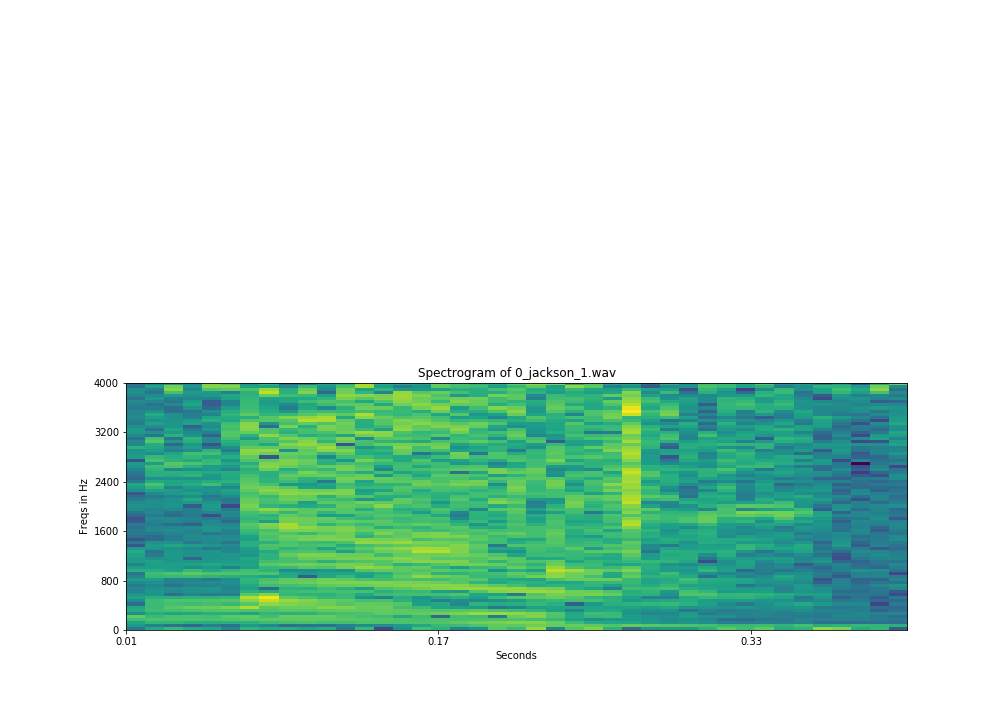 Spectrogram of 0_jackson_1.wav
4000
3200
2400
1600
800
0
Freqs in Hz
0.01 0.17 0.33
Seconds